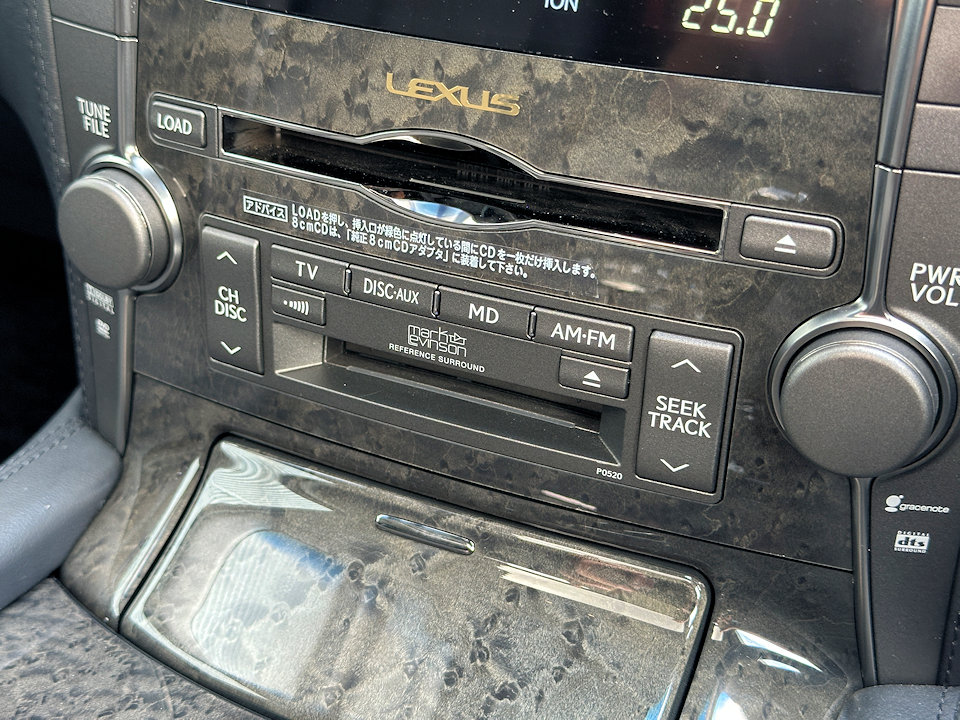 ION
25.0
LEXUS
TUNE
FILE
LOAD
アドバイス
LOADを押し、挿入口が緑色に点灯している間にCDを一枚だけ挿入します。
8cmCDは、「純正8cmCDアダプタ」に装着して下さい。
PWR
VOL
CH
DISC
TV
DISC·AUX
MD
AM·FM
mark
levinson
REFERENCE SURROUND
SEEK
TRACK
P0520
gracenote
DIGITAL
dts
SURROUND